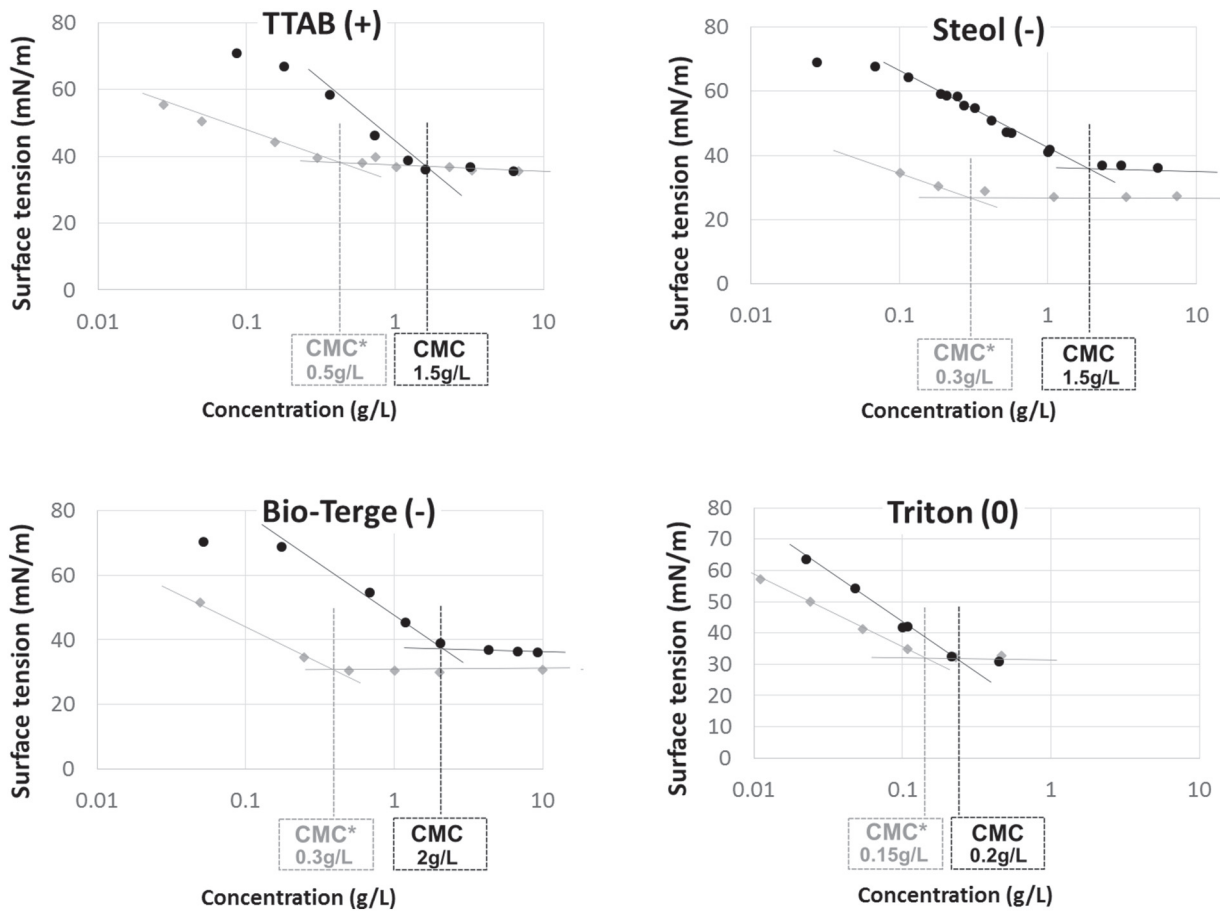 TTAB (+)
Surface tension (mN/m)
80
60
40
20
0
0.01
0.1
1
10
CMC*
0.5g/L
CMC
1.5g/L
Concentration (g/L)
Steol (-)
Surface tension (mN/m)
80
60
40
20
0
0.01
0.1
1
10
CMC*
0.3g/L
CMC
1.5g/L
Concentration (g/L)
Bio-Terge (-)
Surface tension (mN/m)
80
60
40
20
0
0.01
0.1
1
10
CMC*
0.3g/L
CMC
2g/L
Concentration (g/L)
Triton (0)
Surface tension (mN/m)
80
70
60
50
40
30
20
10
0
0.01
0.1
1
10
CMC*
0.15g/L
CMC
0.2g/L
Concentration (g/L)